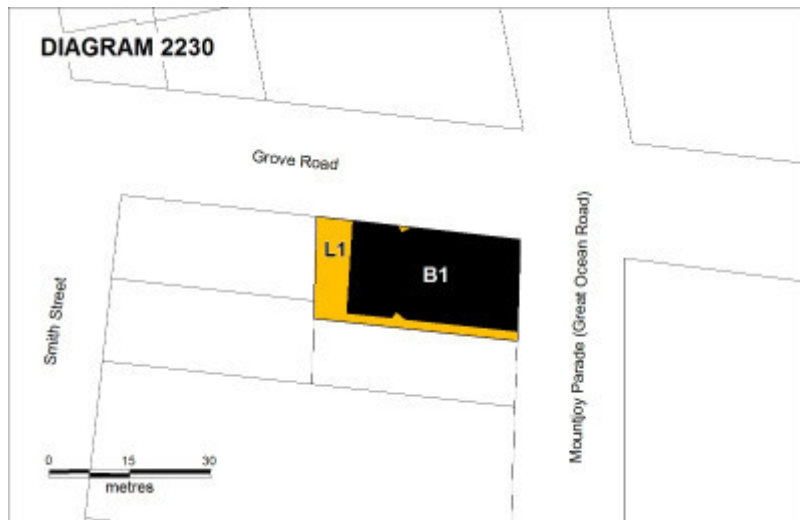 DIAGRAM 2230
Grove Road
L1
B1
Smith Street
Mountjoy Parade (Great Ocean Road)
0 15 30
metres